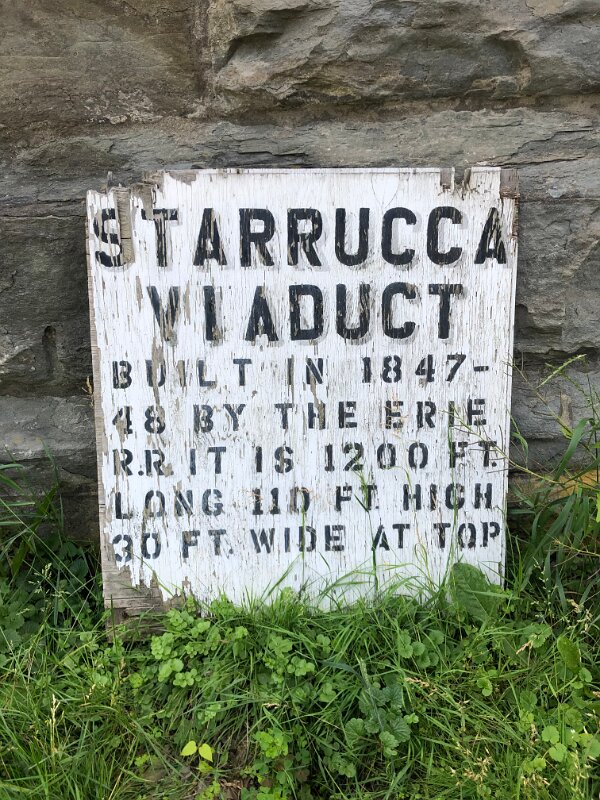 STARRUCCA
VIADUCT
BUILT IN 1847-
48 BY THE ERIE
R.R. IT IS 1200 FT.
LONG 110 FT. HIGH
30 FT. WIDE AT TOP